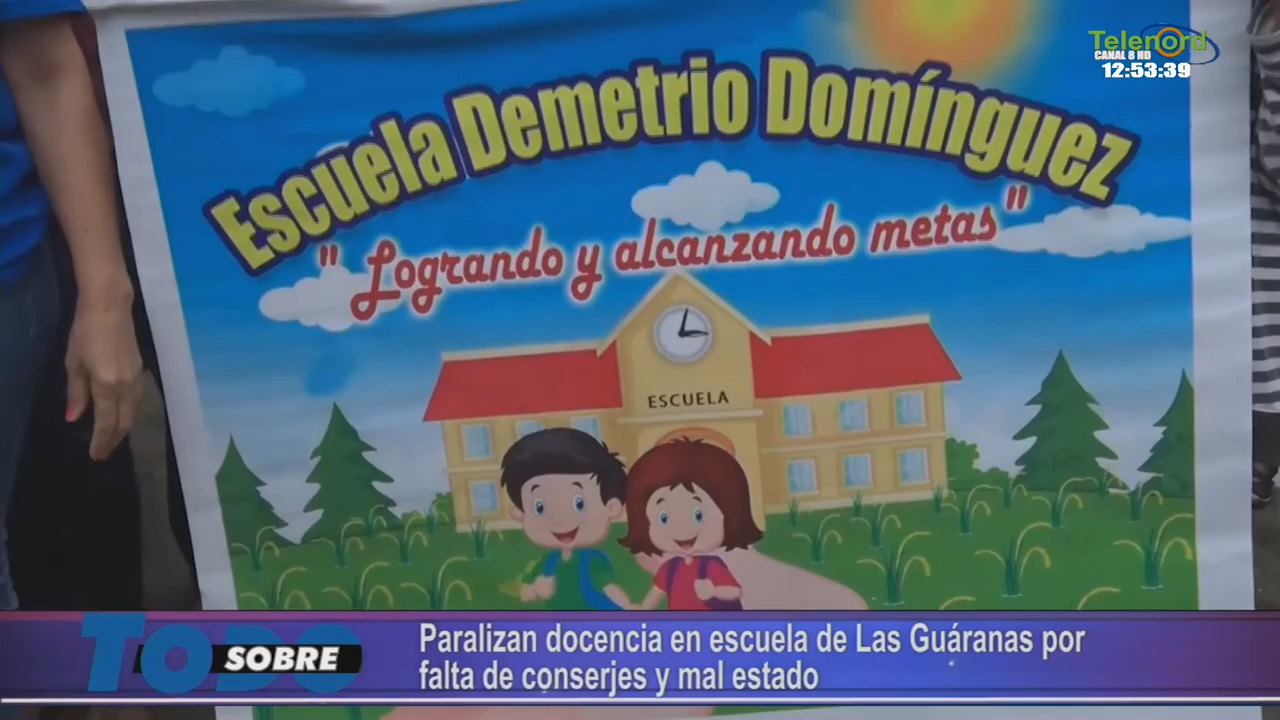 Telenord
CANAL 8 HD
12:53:39
Escuela Demetrio Domínguez
"Logrando y alcanzando metas"
ESCUELA
TODO
SOBRE
Paralizan docencia en escuela de Las Guáranas por
falta de conserjes y mal estado